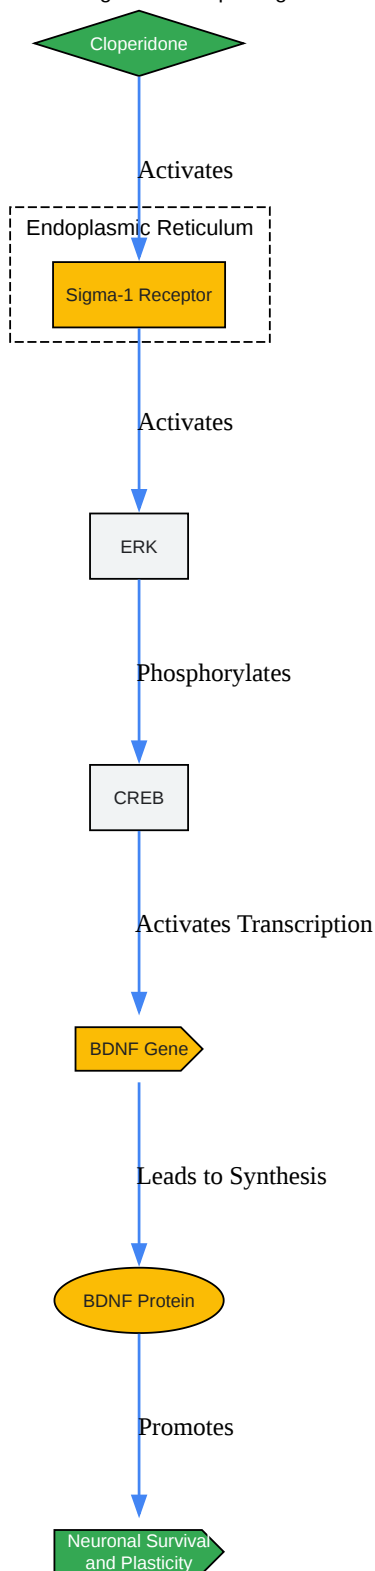 Cloperidone
Activates
Endoplasmic Reticulum
Sigma-1 Receptor
Activates
ERK
Phosphorylates
CREB
Activates Transcription
BDNF Gene
Leads to Synthesis
BDNF Protein
Promotes
Neuronal Survival
and Plasticity